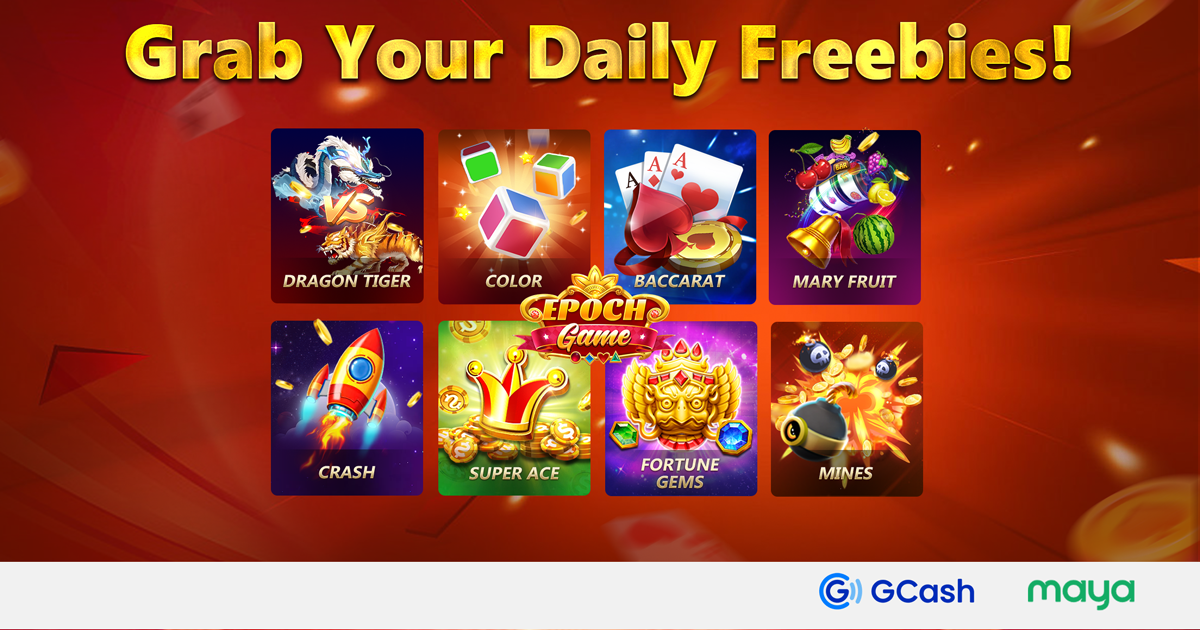 Grab Your Daily Freebies!
VS
A
A
A
BAR
DRAGON TIGER
COLOR
BACCARAT
MARY FRUIT
EPOCH
Game
CRASH
SUPER ACE
FORTUNE
GEMS
MINES
GCash
maya